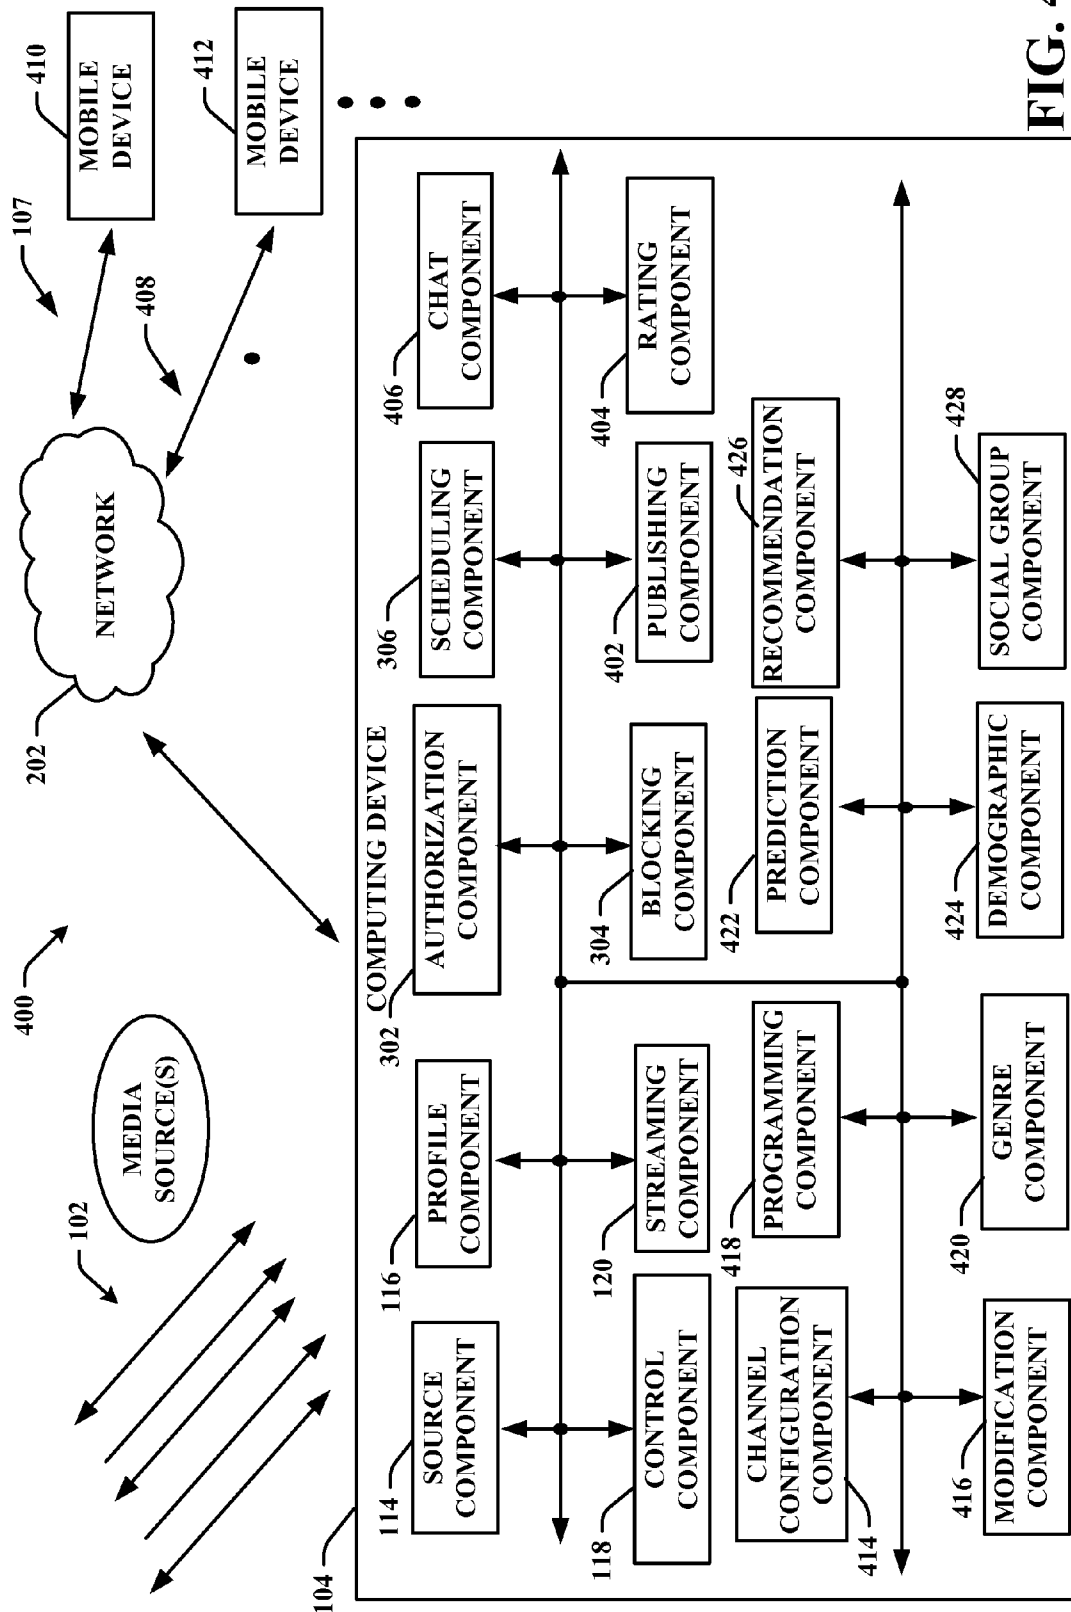 400
102
MEDIA
SOURCE(S)
202
NETWORK
107
408
410
MOBILE
DEVICE
412
MOBILE
DEVICE
104
COMPUTING DEVICE
114
SOURCE
COMPONENT
116
PROFILE
COMPONENT
302
AUTHORIZATION
COMPONENT
306
SCHEDULING
COMPONENT
406
CHAT
COMPONENT
118
CONTROL
COMPONENT
120
STREAMING
COMPONENT
304
BLOCKING
COMPONENT
402
PUBLISHING
COMPONENT
404
RATING
COMPONENT
414
CHANNEL
CONFIGURATION
COMPONENT
418
PROGRAMMING
COMPONENT
422
PREDICTION
COMPONENT
426
RECOMMENDATION
COMPONENT
416
MODIFICATION
COMPONENT
420
GENRE
COMPONENT
424
DEMOGRAPHIC
COMPONENT
428
SOCIAL GROUP
COMPONENT
FIG. 4